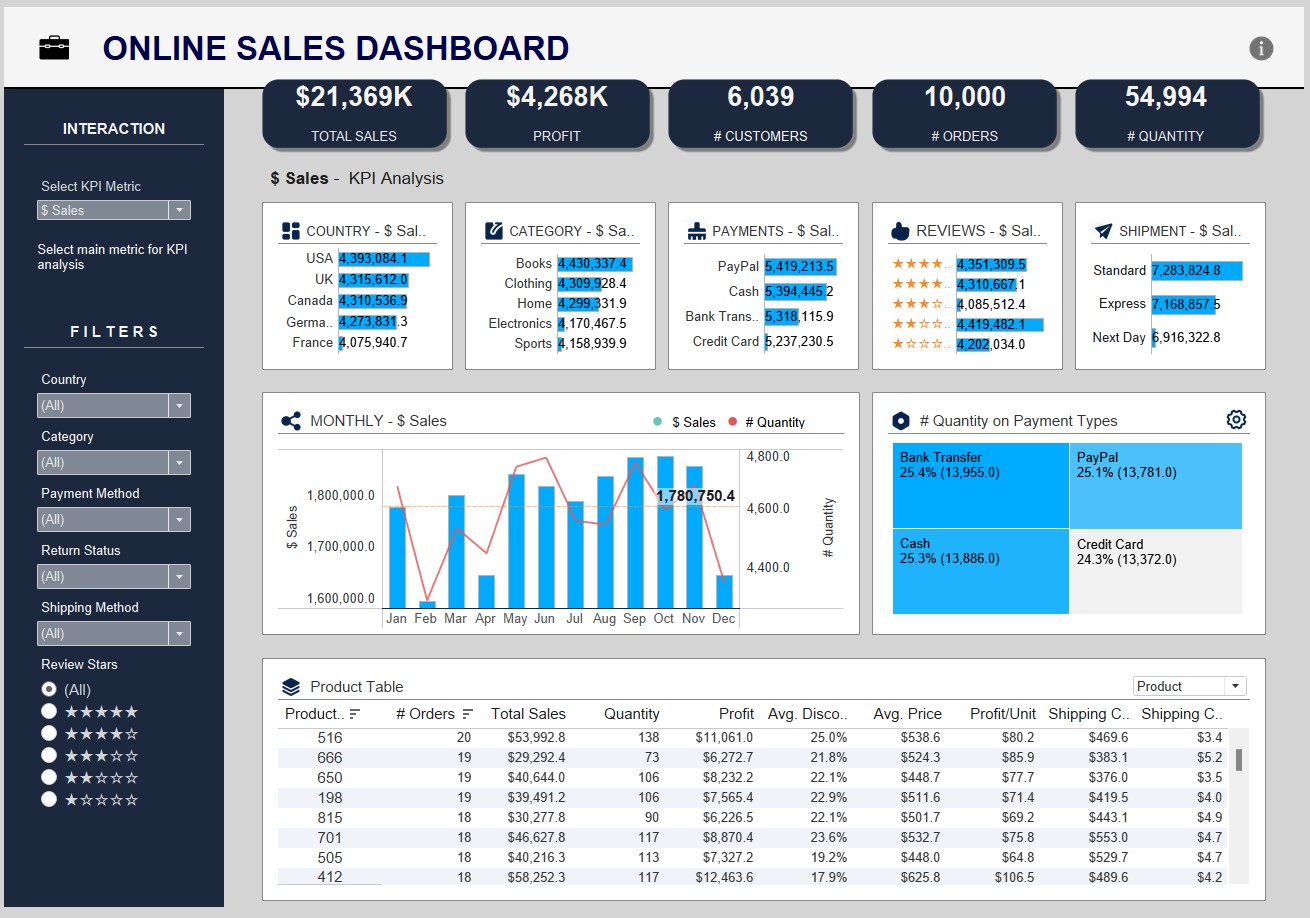 ONLINE SALES DASHBOARD
i
INTERACTION
Select KPI Metric
$ Sales
Select main metric for KPI
analysis
FILTERS
Country
(All)
Category
(All)
Payment Method
(All)
Return Status
(All)
Shipping Method
(All)
Review Stars
(All)
★★★★★
★★★★☆
★★★☆☆
★★☆☆☆
★☆☆☆☆
$21,369K
TOTAL SALES
$4,268K
PROFIT
6,039
# CUSTOMERS
10,000
# ORDERS
54,994
# QUANTITY
$ Sales - KPI Analysis
COUNTRY - $ Sal..
USA 4,393,084.1
UK 4,315,612.0
Canada 4,310,536.9
Germa.. 4,273,831.3
France 4,075,940.7
CATEGORY - $ Sa..
Books 4,430,337.4
Clothing 4,309,928.4
Home 4,299,331.9
Electronics 4,170,467.5
Sports 4,158,939.9
PAYMENTS - $ Sal..
PayPal 5,419,213.5
Cash 5,394,445.2
Bank Trans.. 5,318,115.9
Credit Card 5,237,230.5
REVIEWS - $ Sal..
★★★★.. 4,351,309.5
★★★★.. 4,310,667.1
★★★☆.. 4,085,512.4
★★☆☆.. 4,419,482.1
★☆☆☆.. 4,202,034.0
SHIPMENT - $ Sal..
Standard 7,283,824.8
Express 7,168,857.5
Next Day 6,916,322.8
MONTHLY - $ Sales
$ Sales # Quantity
$ Sales
1,800,000.0
1,700,000.0
1,600,000.0
1,780,750.4
4,800.0
4,600.0
4,400.0
# Quantity
Jan Feb Mar Apr May Jun Jul Aug Sep Oct Nov Dec
# Quantity on Payment Types
Bank Transfer
25.4% (13,955.0)
PayPal
25.1% (13,781.0)
Cash
25.3% (13,886.0)
Credit Card
24.3% (13,372.0)
Product Table
Product
Product.. # Orders Total Sales Quantity Profit Avg. Disco.. Avg. Price Profit/Unit Shipping C.. Shipping C..
516 20 $53,992.8 138 $11,061.0 25.0% $538.6 $80.2 $469.6 $3.4
666 19 $29,292.4 73 $6,272.7 21.8% $524.3 $85.9 $383.1 $5.2
650 19 $40,644.0 106 $8,232.2 22.1% $448.7 $77.7 $376.0 $3.5
198 19 $39,491.2 106 $7,565.4 22.9% $511.6 $71.4 $419.5 $4.0
815 18 $30,277.8 90 $6,226.5 22.1% $501.7 $69.2 $443.1 $4.9
701 18 $46,627.8 117 $8,870.4 23.6% $532.7 $75.8 $553.0 $4.7
505 18 $40,216.3 113 $7,327.2 19.2% $448.0 $64.8 $529.7 $4.7
412 18 $58,252.3 117 $12,463.6 17.9% $625.8 $106.5 $489.6 $4.2